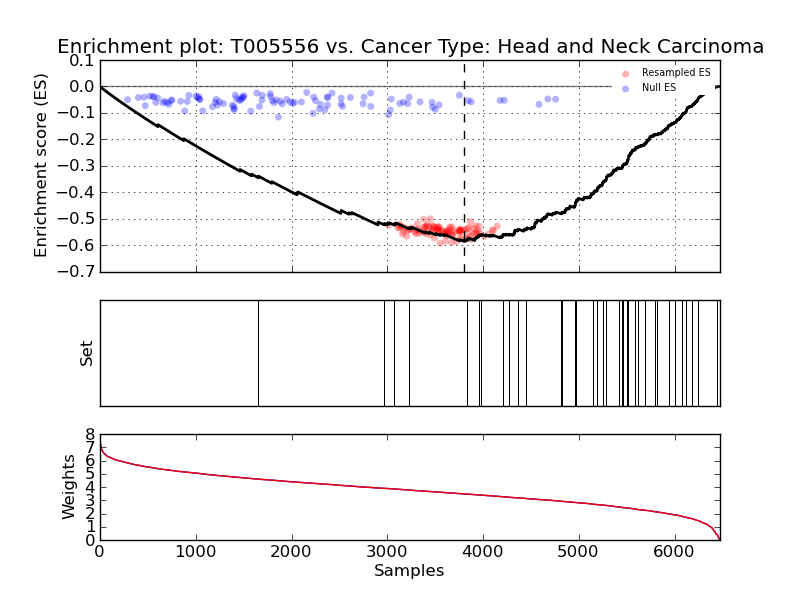 Enrichment plot: T005556 vs. Cancer Type: Head and Neck Carcinoma
Enrichment score (ES)
0.1
0.0
−0.1
−0.2
−0.3
−0.4
−0.5
−0.6
−0.7
Resampled ES
Null ES
Set
Weights
8
7
6
5
4
3
2
1
0
0 1000 2000 3000 4000 5000 6000
Samples